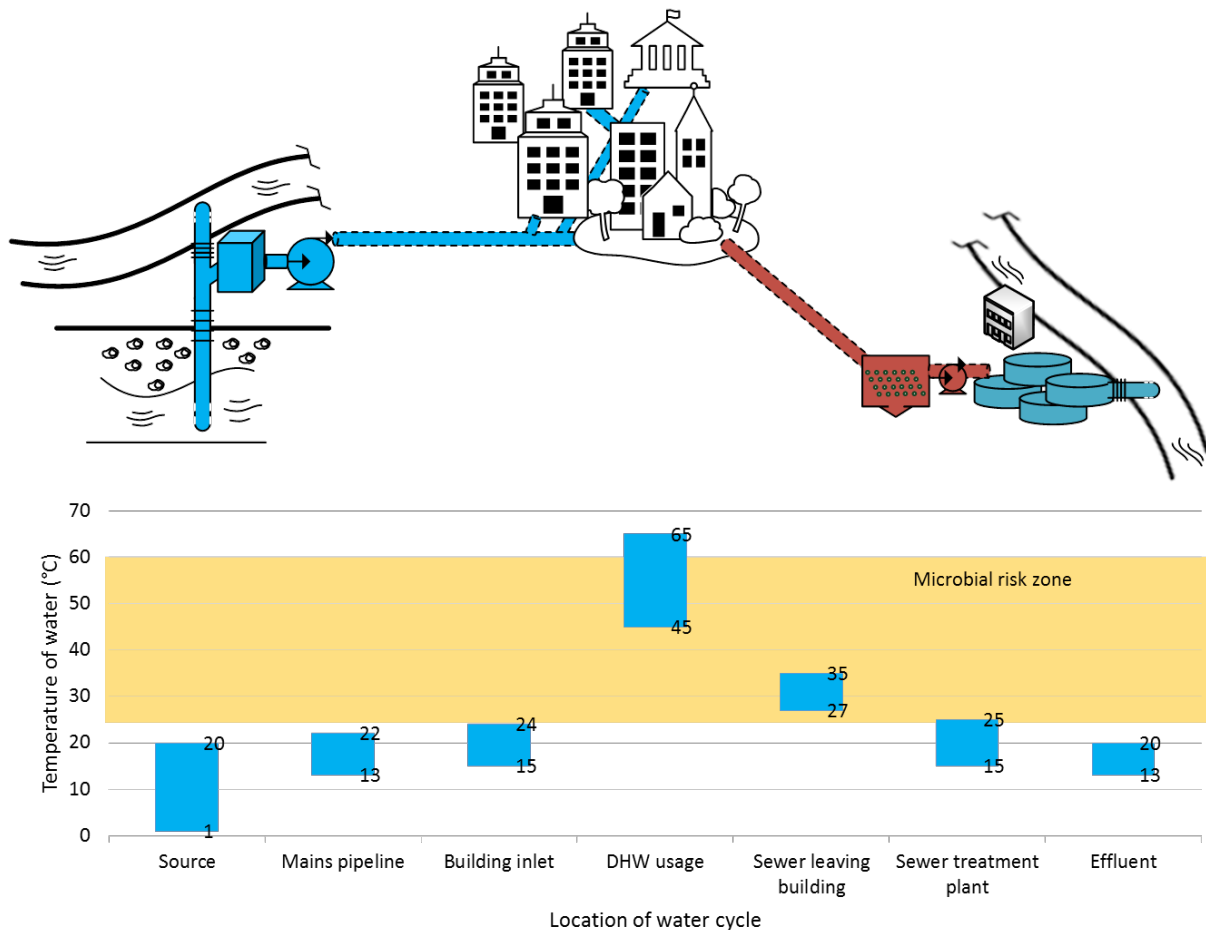 70
60
50
40
30
20
10
0
Temperature of water (°C)
Microbial risk zone
20
1
22
13
24
15
65
45
35
27
25
15
20
13
Source
Mains pipeline
Building inlet
DHW usage
Sewer leaving
building
Sewer treatment
plant
Effluent
Location of water cycle